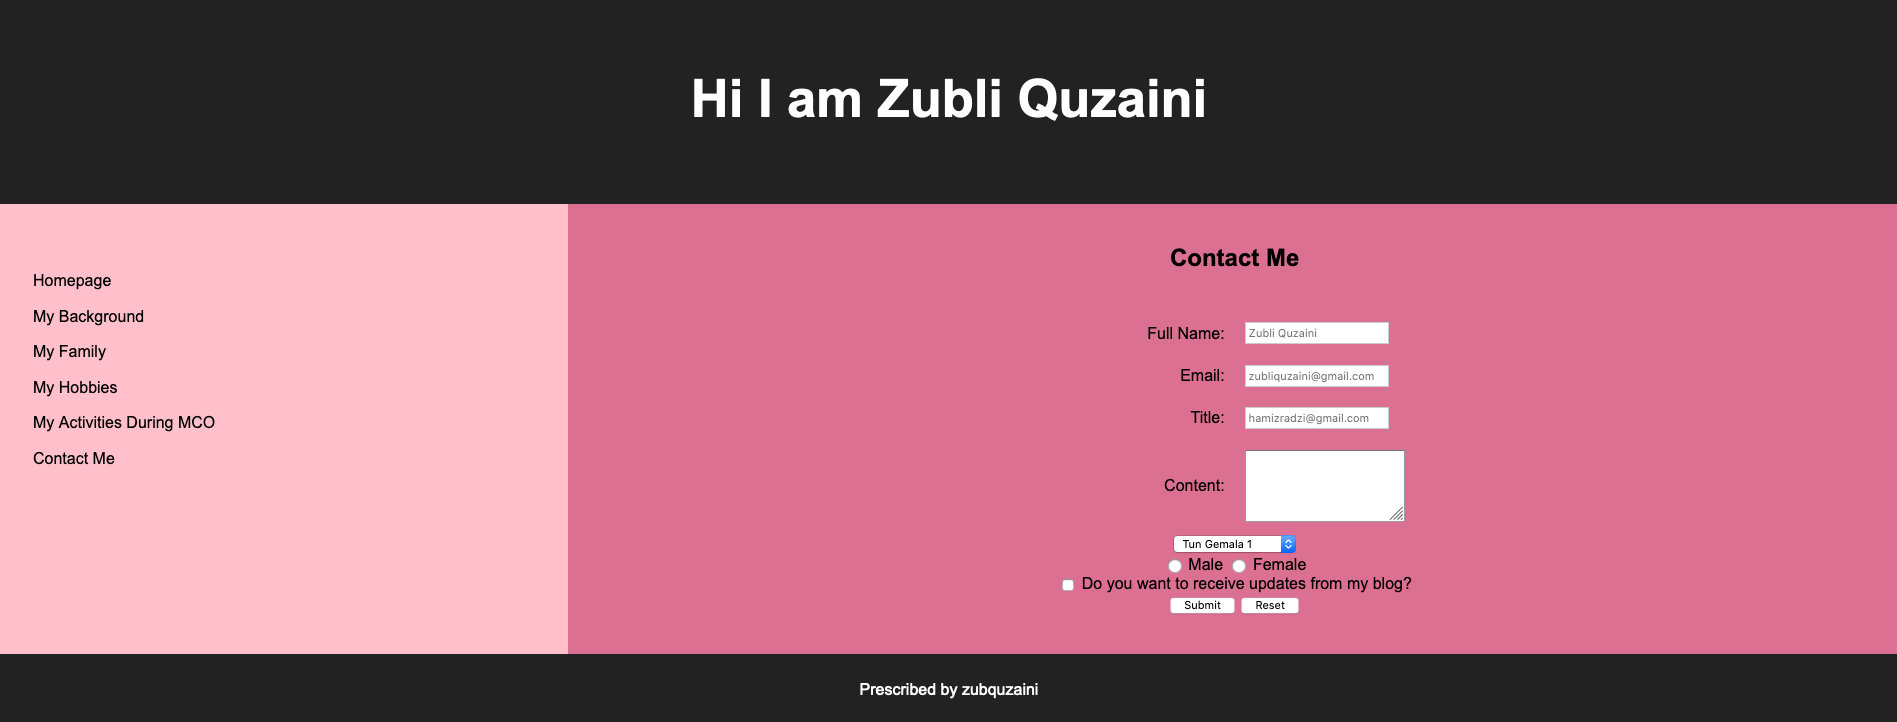 Hi I am Zubli Quzaini
Homepage
My Background
My Family
My Hobbies
My Activities During MCO
Contact Me
Contact Me
Full Name: Zubli Quzaini
Email: zubliquzaini@gmail.com
Title: hamizradzi@gmail.com
Content:
Tun Gemala 1
Male Female
Do you want to receive updates from my blog?
Submit Reset
Prescribed by zubquzaini